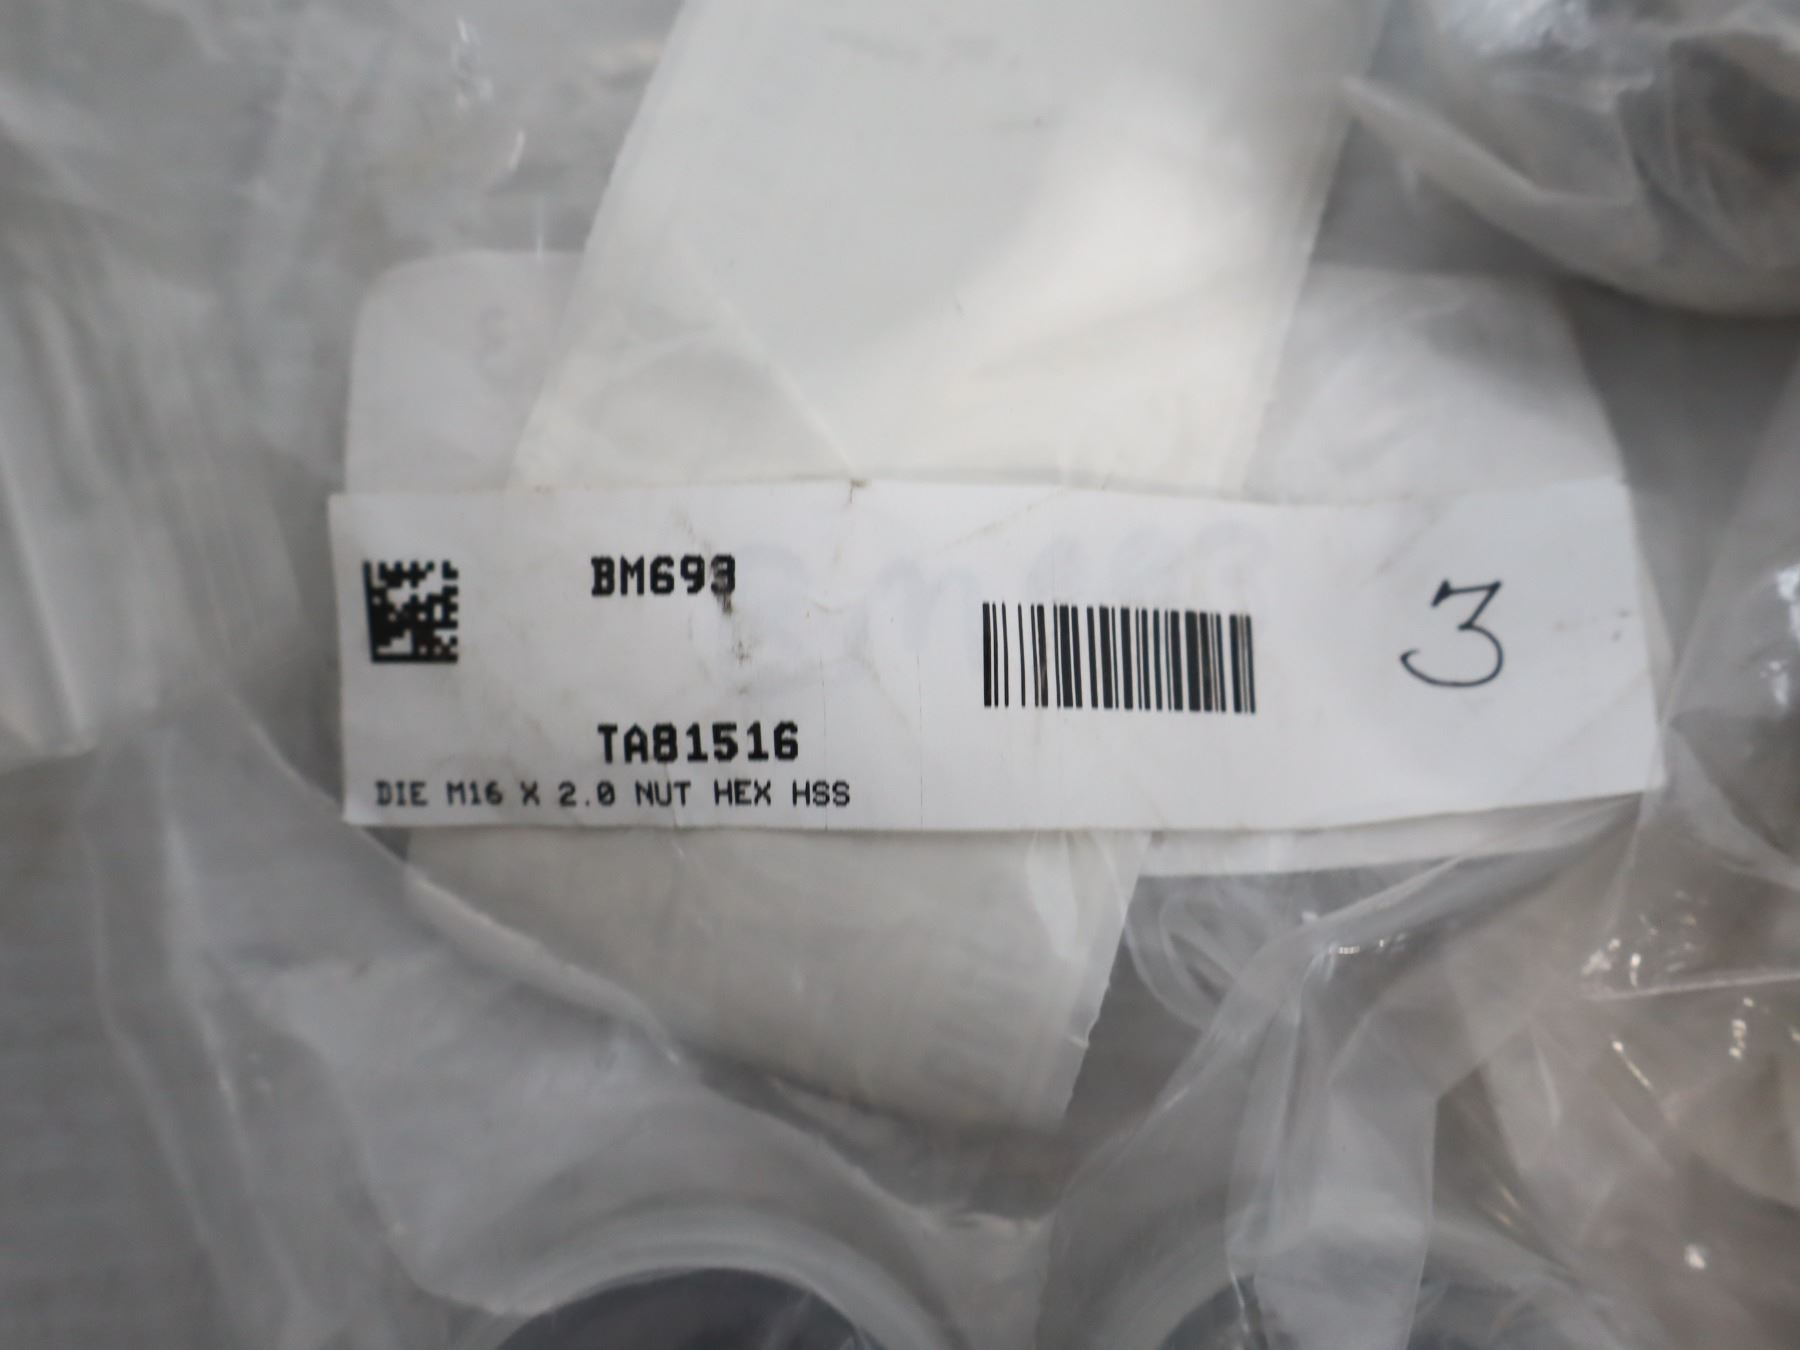 BM693
3
TA81516
DIE M16 X 2.0 NUT HEX HSS